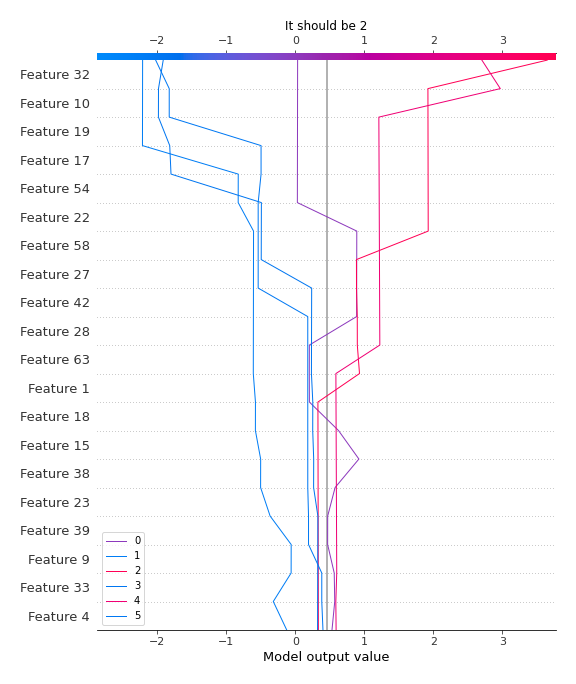 It should be 2
−2 −1 0 1 2 3
Feature 32
Feature 10
Feature 19
Feature 17
Feature 54
Feature 22
Feature 58
Feature 27
Feature 42
Feature 28
Feature 63
Feature 1
Feature 18
Feature 15
Feature 38
Feature 23
Feature 39
Feature 9
Feature 33
Feature 4
0
1
2
3
4
5
−2 −1 0 1 2 3
Model output value